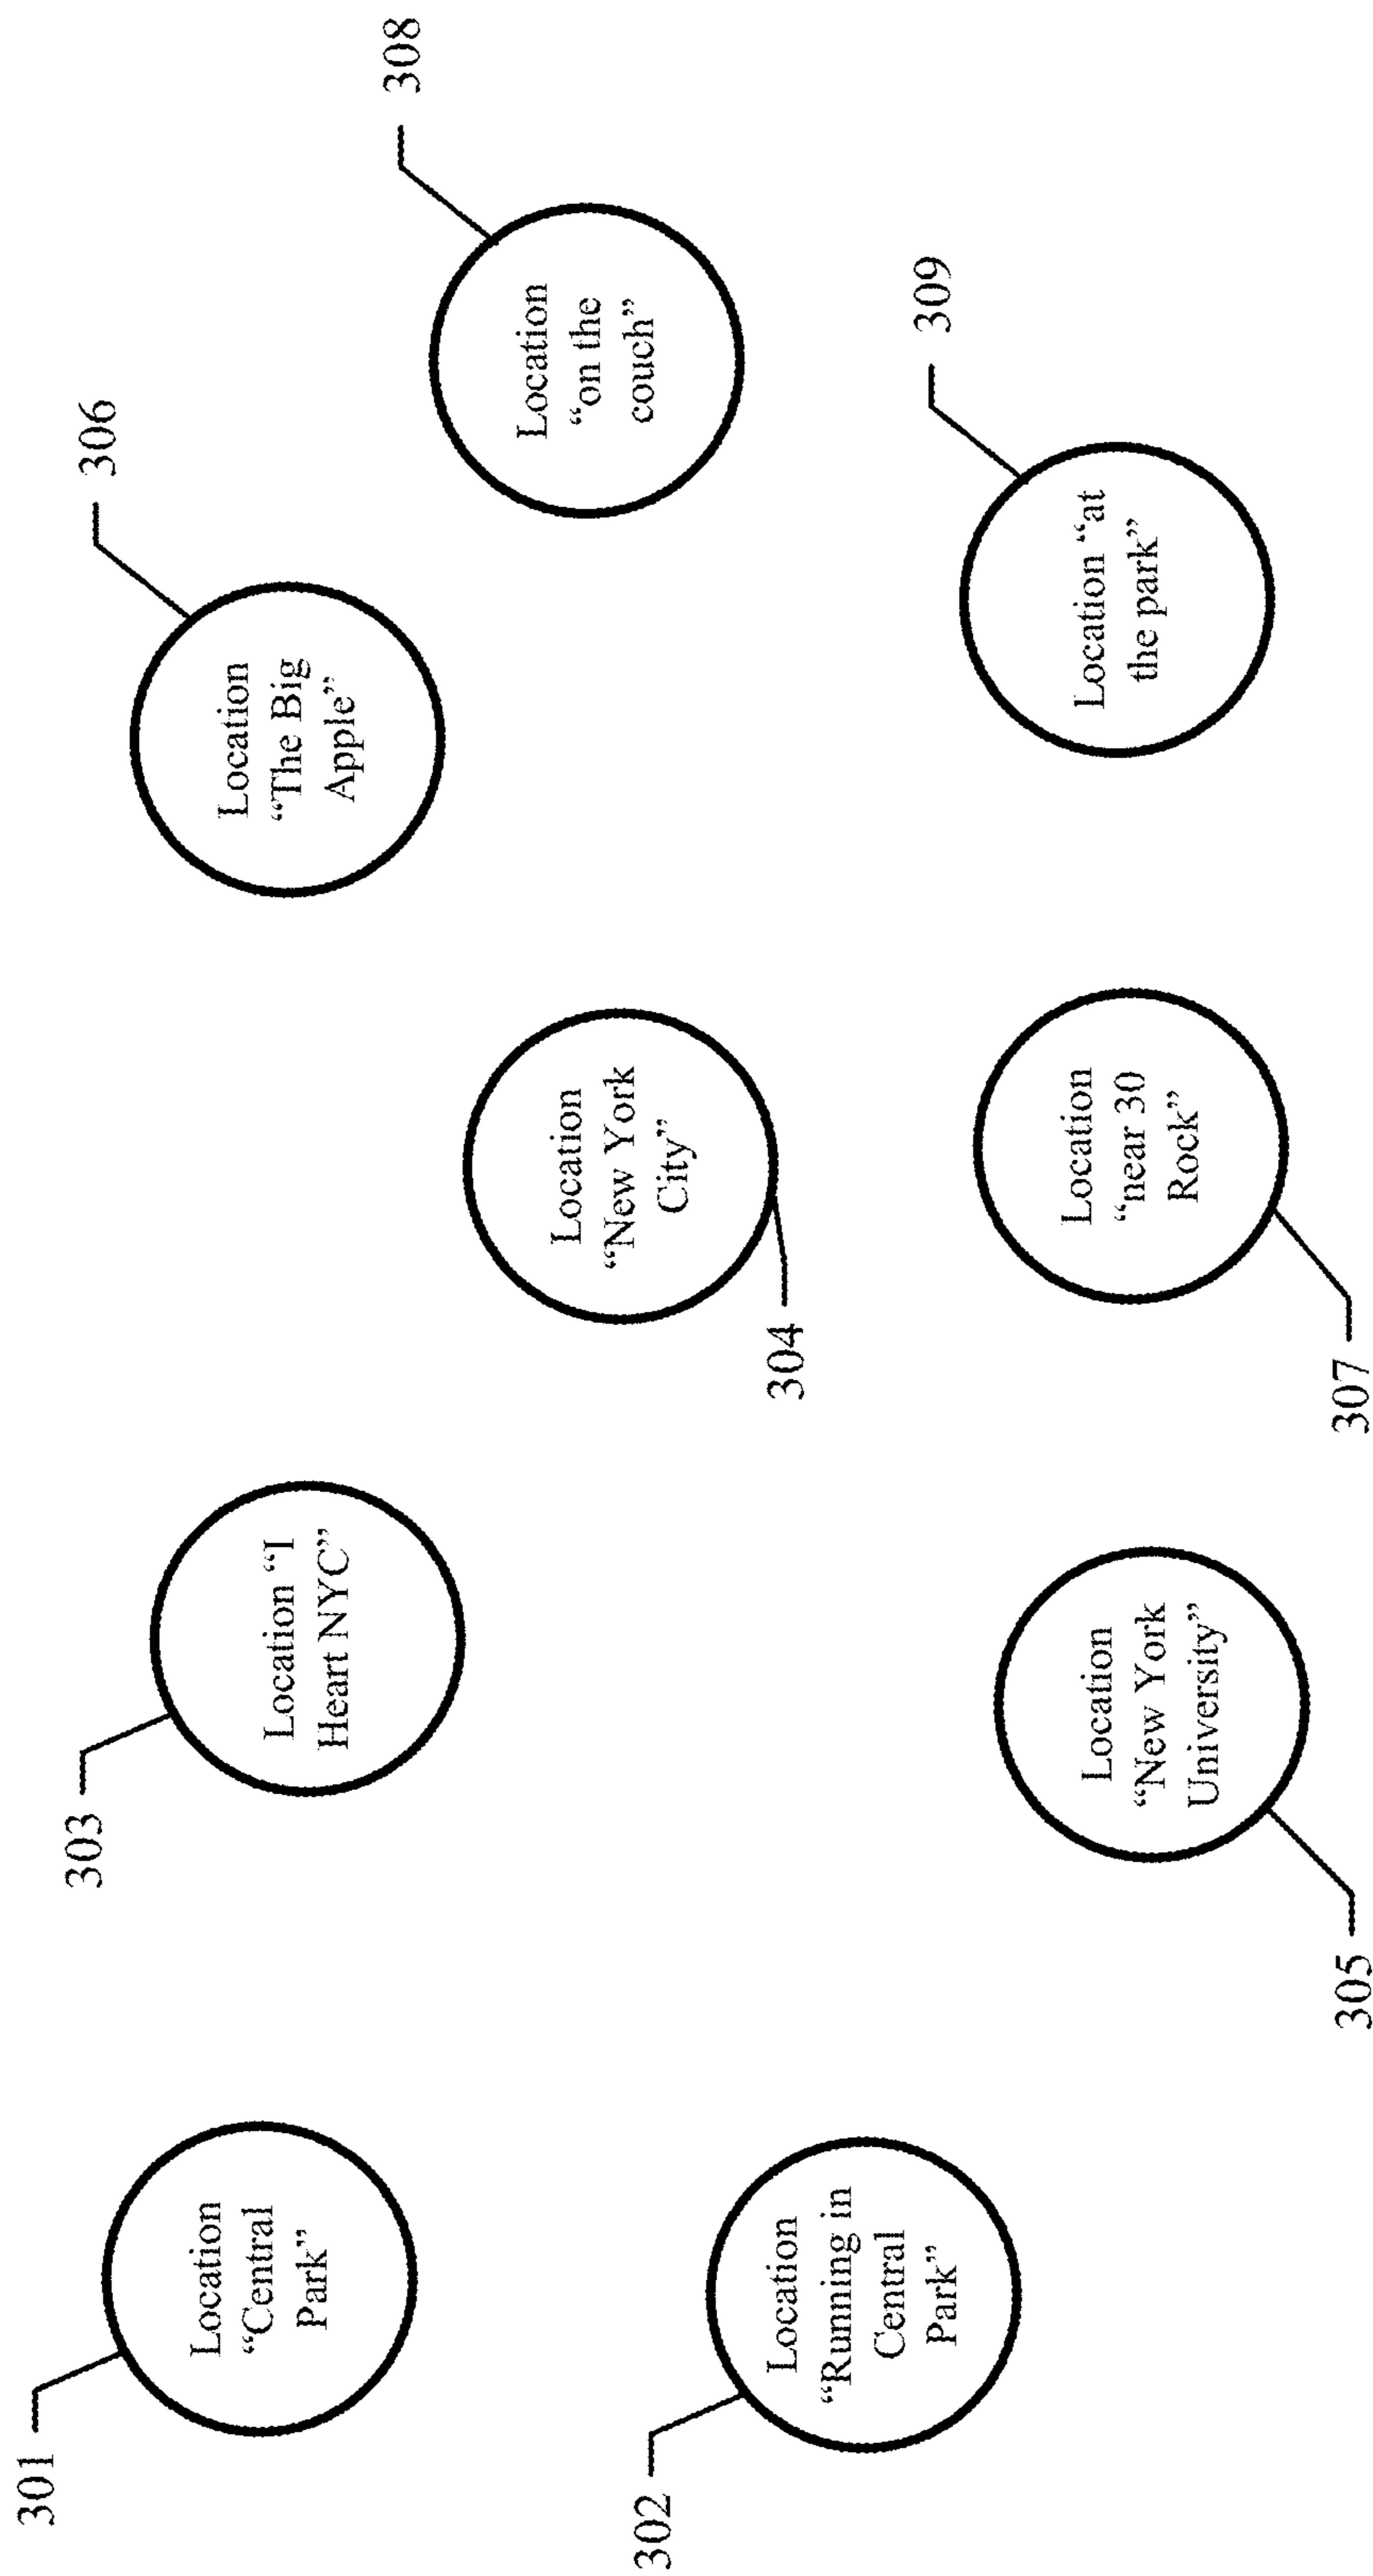 301
Location
“Central
Park”
302
Location
“Running in
Central
Park”
303
Location “I
Heart NYC”
304
Location
“New York
City”
305
Location
“New York
University”
306
Location
“The Big
Apple”
307
Location
“near 30
Rock”
308
Location
“on the
couch”
309
Location “at
the park”